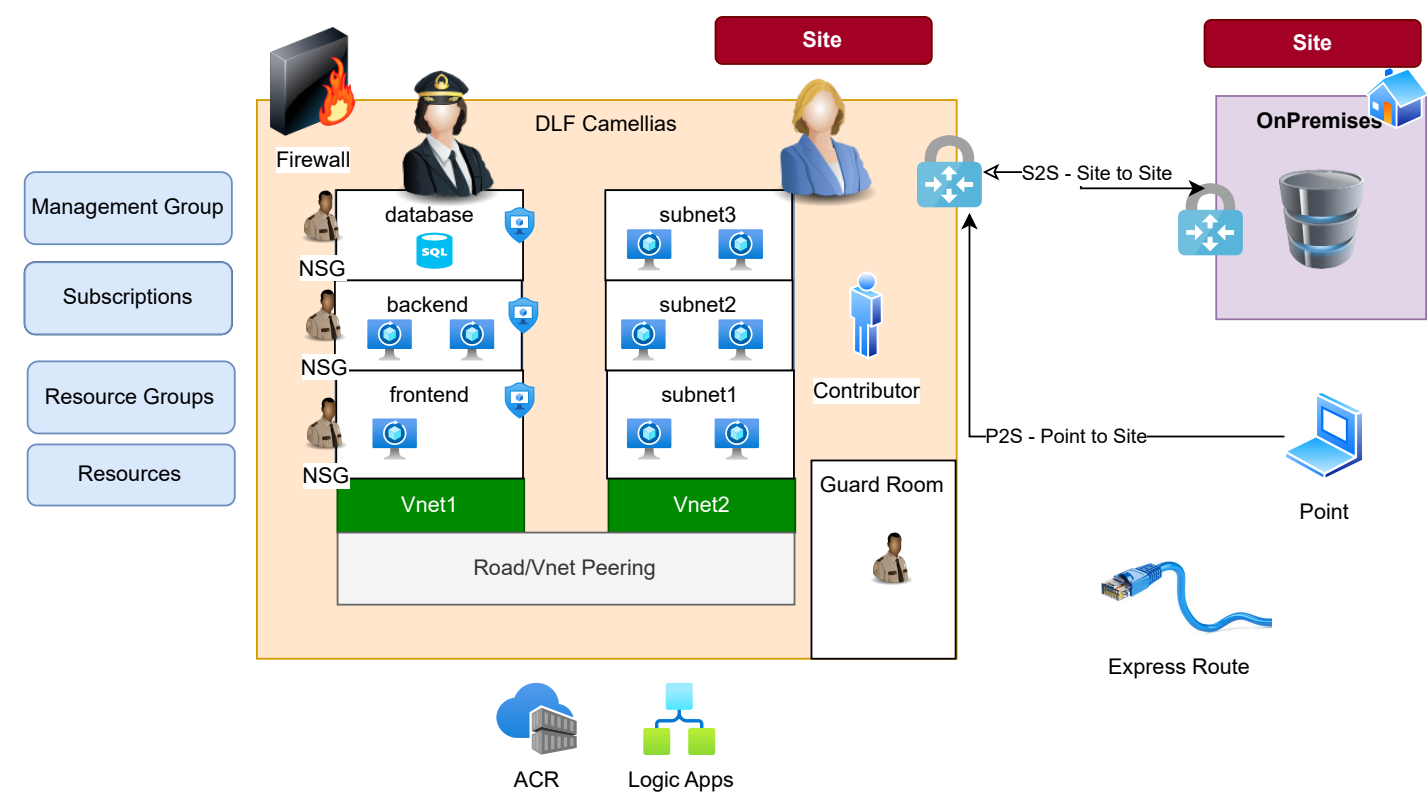 Site
Site
DLF Camellias
OnPremises
Firewall
S2S - Site to Site
Management Group
database
SQL
subnet3
NSG
Subscriptions
backend
subnet2
NSG
Resource Groups
frontend
subnet1
Contributor
P2S - Point to Site
Resources
NSG
Guard Room
Vnet1
Vnet2
Point
Road/Vnet Peering
Express Route
ACR
Logic Apps